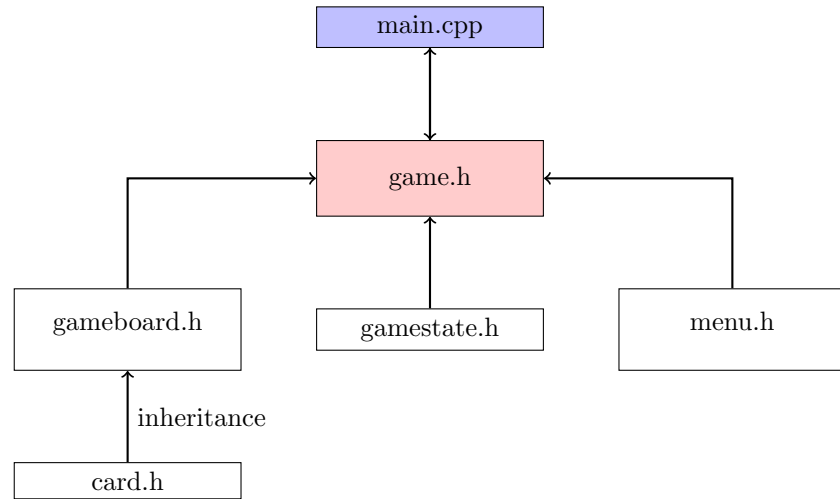 main.cpp
game.h
gameboard.h
gamestate.h
menu.h
inheritance
card.h